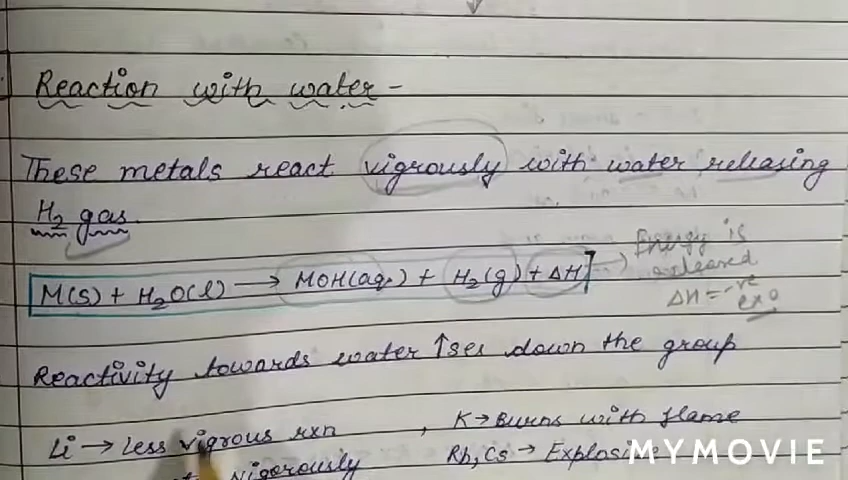 Reaction with water -
These metals react vigrously with water releasing
H₂ gas.
M(s) + H₂O(l) → MOH(aq.) + H₂(g) + ΔH → Energy is
released
ΔH = -ve
exo
Reactivity towards water ↑ses down the group
Li → Less vigrous rxn , K → Burns with flame
vigorously Rb, Cs → Explosive
MYMOVIE